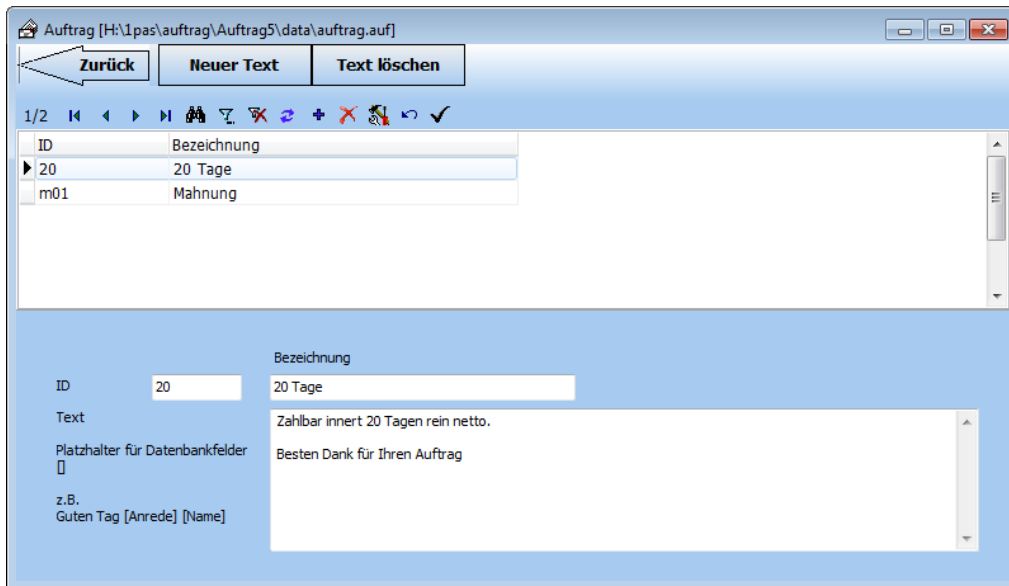 Auftrag [H:\1pas\auftrag\Auftrag5\data\auftrag.auf]
Zurück Neuer Text Text löschen
1/2
ID Bezeichnung
20 20 Tage
m01 Mahnung
Bezeichnung
ID 20 20 Tage
Text Zahlbar innert 20 Tagen rein netto.
Platzhalter für Datenbankfelder Besten Dank für Ihren Auftrag
[]
z.B.
Guten Tag [Anrede] [Name]